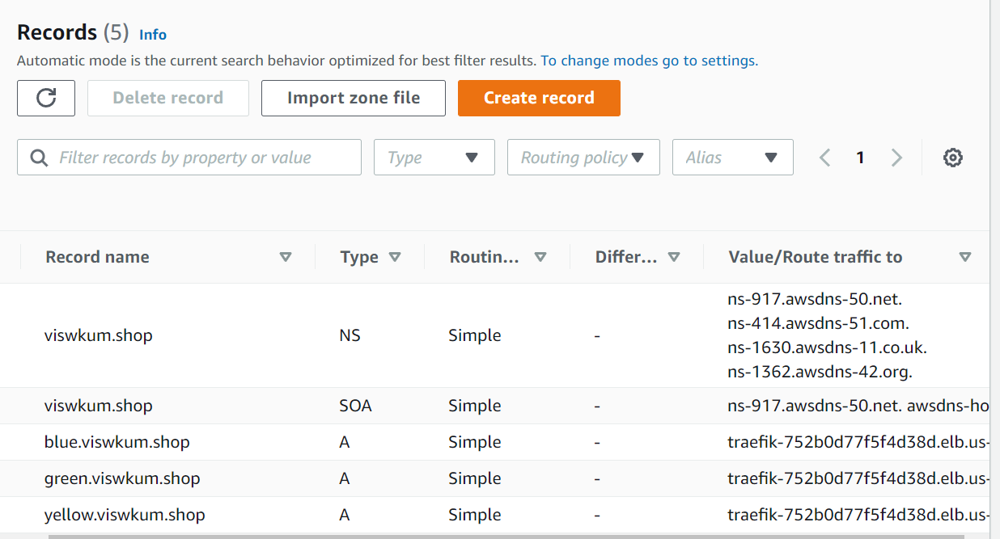 Records (5) Info
Automatic mode is the current search behavior optimized for best filter results. To change modes go to settings.
Delete record Import zone file Create record
Filter records by property or value Type Routing policy Alias 1
Record name Type Routin... Differ... Value/Route traffic to
viswkum.shop NS Simple - ns-917.awsdns-50.net.
ns-414.awsdns-51.com.
ns-1630.awsdns-11.co.uk.
ns-1362.awsdns-42.org.
viswkum.shop SOA Simple - ns-917.awsdns-50.net. awsdns-ho
blue.viswkum.shop A Simple - traefik-752b0d77f5f4d38d.elb.us-
green.viswkum.shop A Simple - traefik-752b0d77f5f4d38d.elb.us-
yellow.viswkum.shop A Simple - traefik-752b0d77f5f4d38d.elb.us-